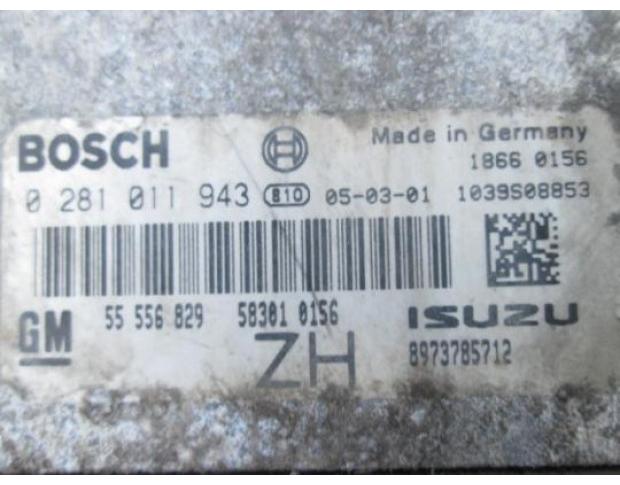 BOSCH
Made in Germany
1866 0156
0 281 011 943 810 05-03-01 1039S08853
55 556 829 58301 0156
ISUZU
GM
ZH
8973785712